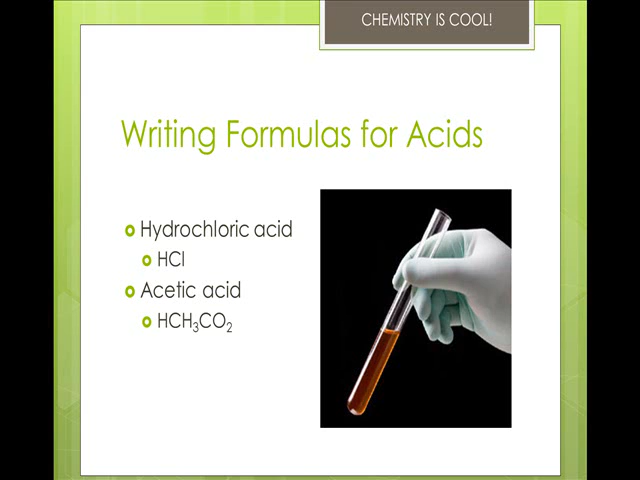 CHEMISTRY IS COOL!
Writing Formulas for Acids
Hydrochloric acid
HCl
Acetic acid
HCH₃CO₂